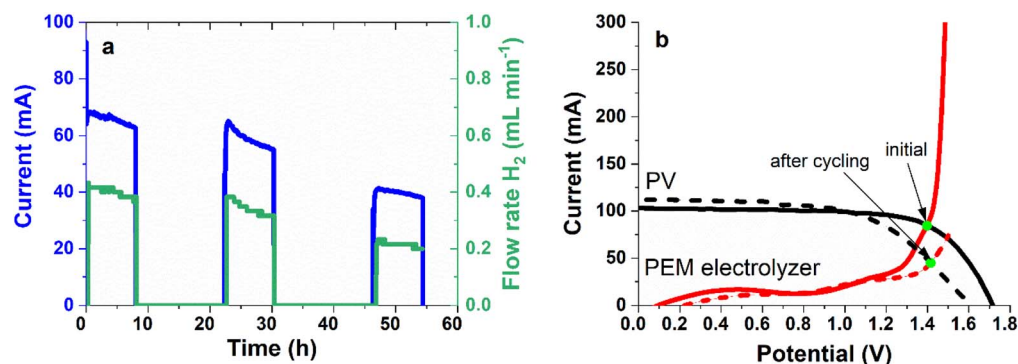 a
Current (mA)
100
80
60
40
20
0
0 10 20 30 40 50 60
Time (h)
1.0
0.8
0.6
0.4
0.2
0.0
Flow rate H₂ (mL min⁻¹)
b
Current (mA)
300
250
200
150
100
50
0
PV
after cycling
initial
PEM electrolyzer
0.0 0.2 0.4 0.6 0.8 1.0 1.2 1.4 1.6 1.8
Potential (V)